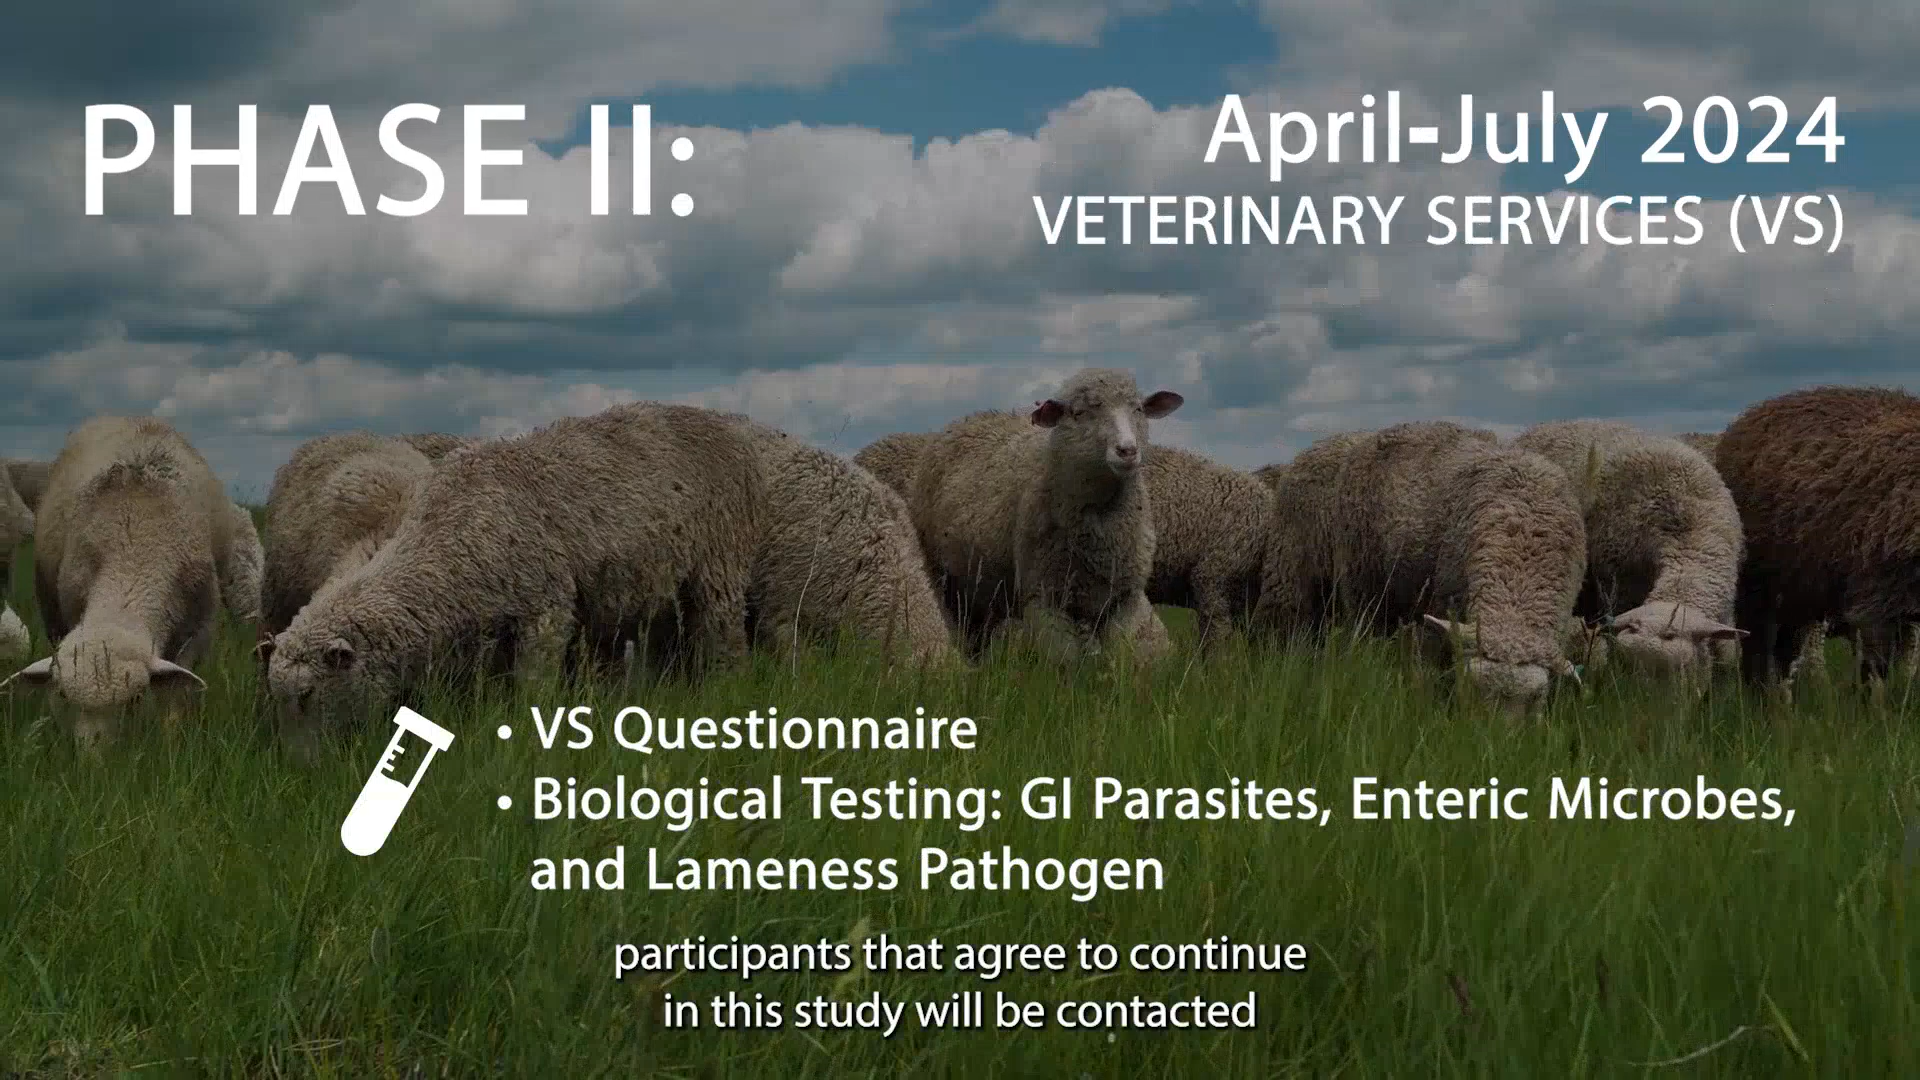 PHASE II:
April-July 2024
VETERINARY SERVICES (VS)
• VS Questionnaire
• Biological Testing: GI Parasites, Enteric Microbes,
and Lameness Pathogen
participants that agree to continue
in this study will be contacted